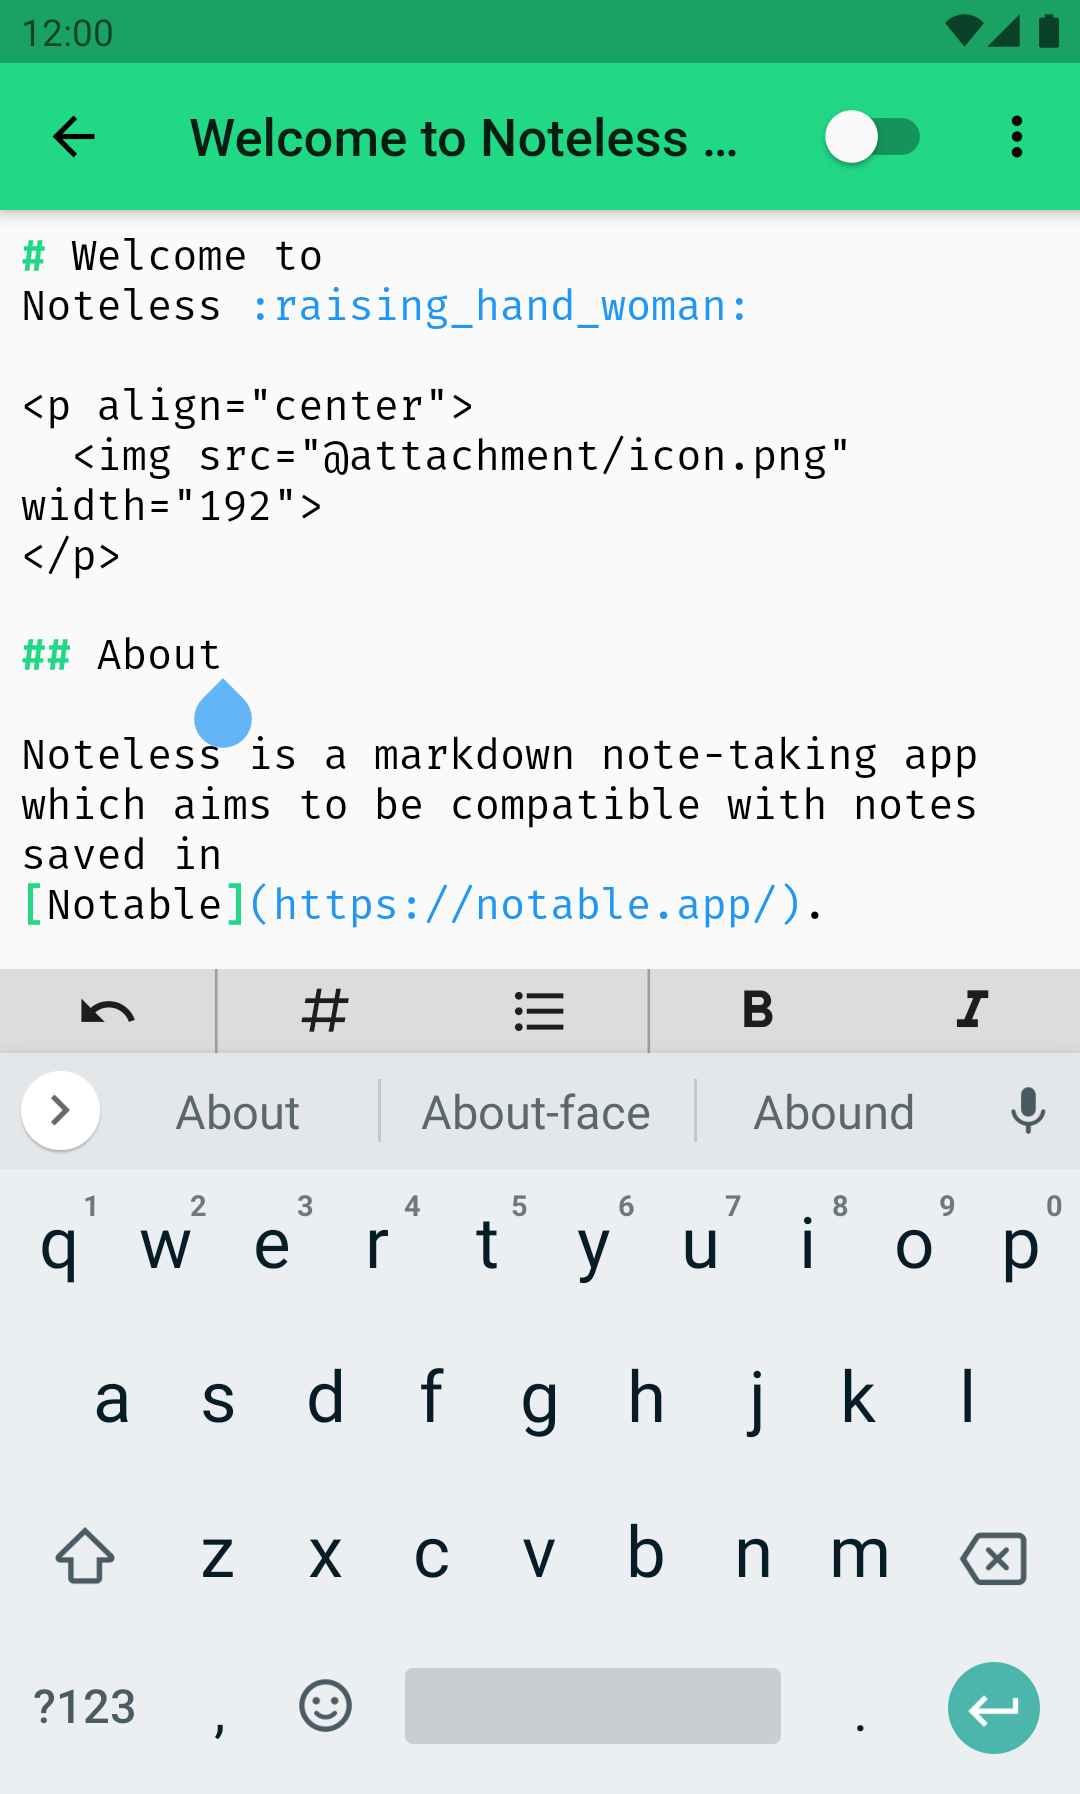 12:00
Welcome to Noteless ...
# Welcome to
Noteless :raising_hand_woman:
<p align="center">
  <img src="@attachment/icon.png"
width="192">
</p>
## About
Noteless is a markdown note-taking app
which aims to be compatible with notes
saved in
[Notable](https://notable.app/).
# B I
About About-face Abound
1 2 3 4 5 6 7 8 9 0
q w e r t y u i o p
a s d f g h j k l
z x c v b n m
?123 , .